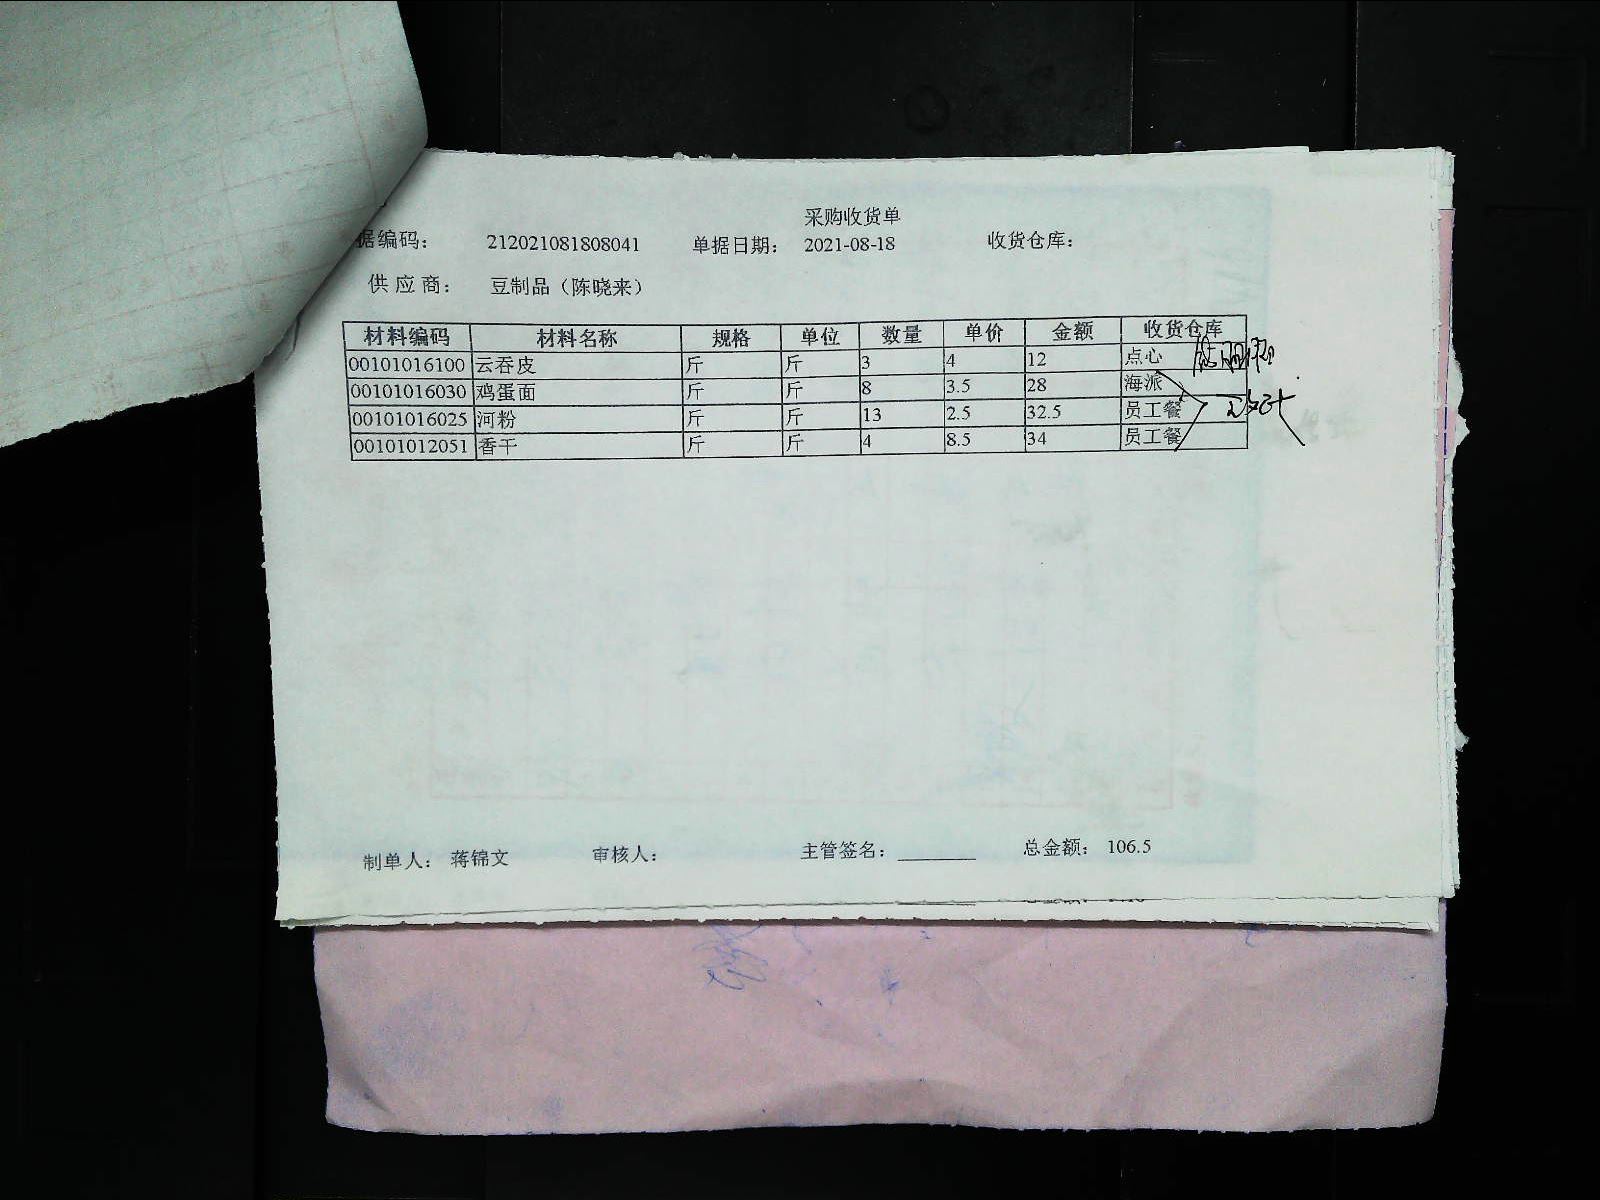 采购收货单
据编码： 212021081808041 单据日期： 2021-08-18 收货仓库：
供应商： 豆制品（陈晓来）
材料编码 材料名称 规格 单位 数量 单价 金额 收货仓库
00101016100 云吞皮 斤 斤 3 4 12 点心
00101016030 鸡蛋面 斤 斤 8 3.5 28 海派
00101016025 河粉 斤 斤 13 2.5 32.5 员工餐
00101012051 香干 斤 斤 4 8.5 34 员工餐
制单人： 蒋锦文 审核人： 主管签名： 总金额： 106.5